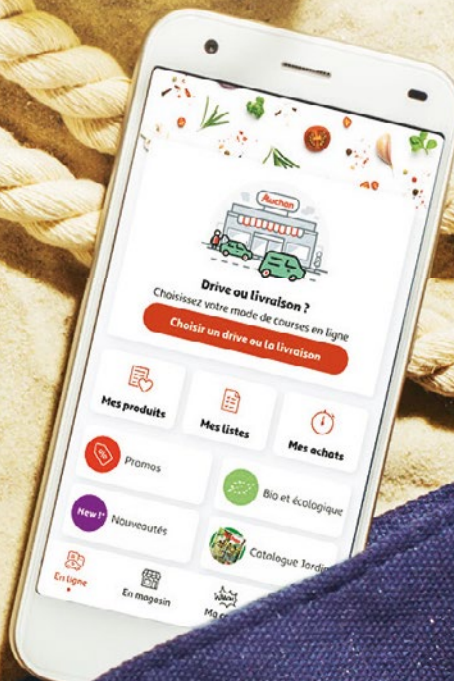 Auchan
Drive ou livraison ?
Choisissez votre mode de courses en ligne
Choisir un drive ou la livraison
Mes produits
Mes listes
Mes achats
Promos
Bio et écologique
New !*
Nouveautés
Catalogue Jardin
En ligne
En magasin